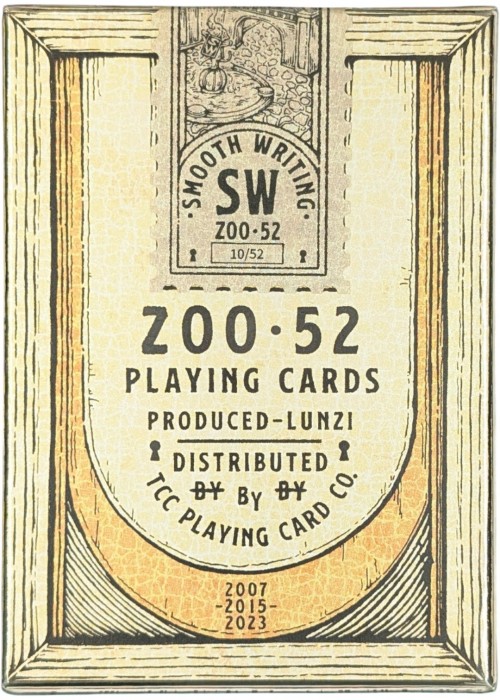 ·SMOOTH WRITING·
SW
ZOO·52
10/52
ZOO·52
PLAYING CARDS
PRODUCED-LUNZI
DISTRIBUTED
BY By BY
TCC PLAYING CARD CO.
2007
-2015-
2023